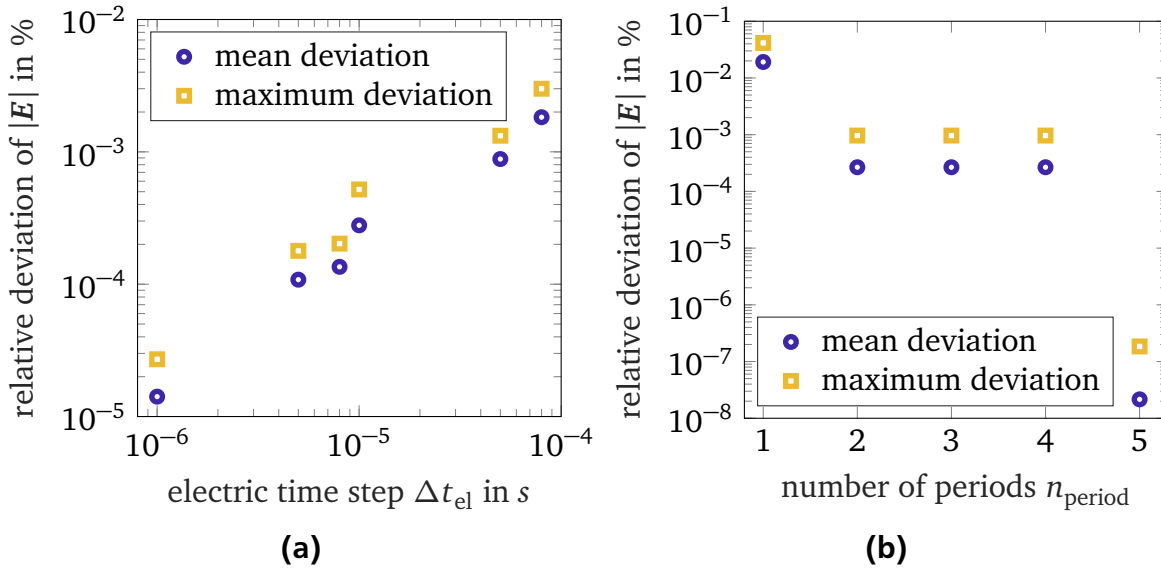 relative deviation of |E| in %
10⁻²
10⁻³
10⁻⁴
10⁻⁵
mean deviation
maximum deviation
10⁻⁶ 10⁻⁵ 10⁻⁴
electric time step Δt_el in s
(a)
relative deviation of |E| in %
10⁻¹
10⁻²
10⁻³
10⁻⁴
10⁻⁵
10⁻⁶
10⁻⁷
10⁻⁸
mean deviation
maximum deviation
1 2 3 4 5
number of periods n_period
(b)